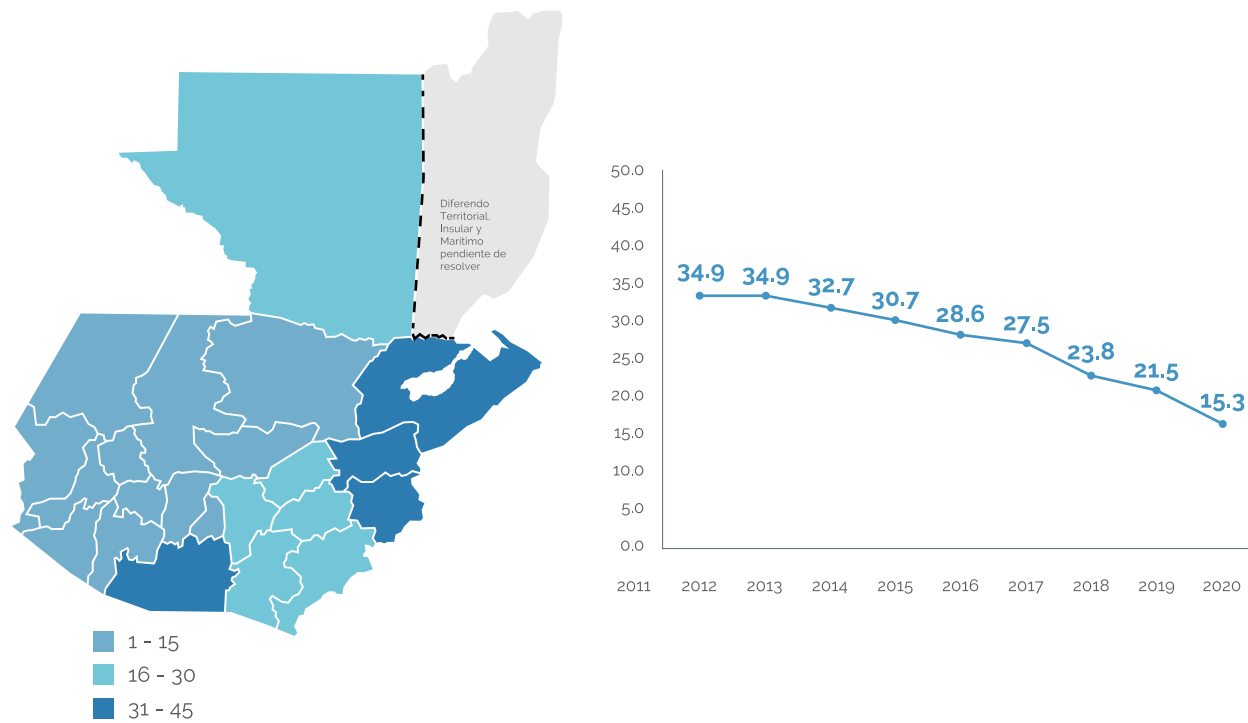 Diferendo
Territorial,
Insular y
Marítimo
pendiente de
resolver
1 - 15
16 - 30
31 - 45
50.0
45.0
40.0
35.0
30.0
25.0
20.0
15.0
10.0
5.0
0.0
34.9 34.9 32.7 30.7 28.6 27.5 23.8 21.5 15.3
2011 2012 2013 2014 2015 2016 2017 2018 2019 2020